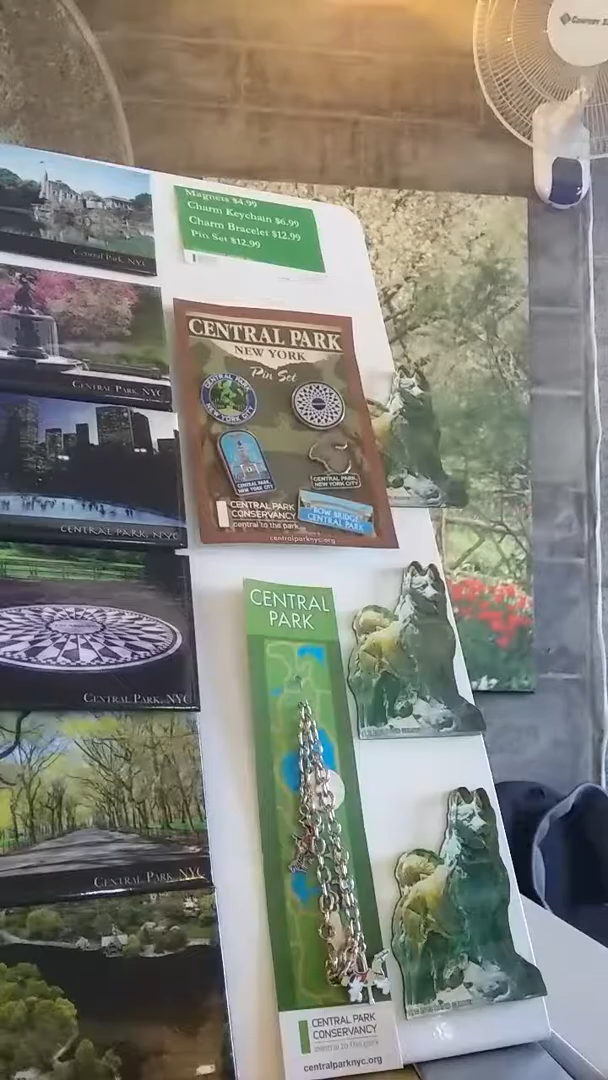 Magnets $4.99
Charm Keychain $6.99
Charm Bracelet $12.99
Pin Set $12.99
Central Park, NYC
CENTRAL PARK, NYC
CENTRAL PARK, NYC
CENTRAL PARK, NYC
CENTRAL PARK, NYC
CENTRAL PARK
NEW YORK
Pin Set
CENTRAL PARK
NEW YORK CITY
CENTRAL PARK
NEW YORK CITY
CENTRAL PARK
NEW YORK CITY
BOW BRIDGE
CENTRAL PARK
CENTRAL PARK
CONSERVANCY
central to the park
centralparknyc.org
CENTRAL
PARK
CENTRAL PARK
CONSERVANCY
central to the park
centralparknyc.org